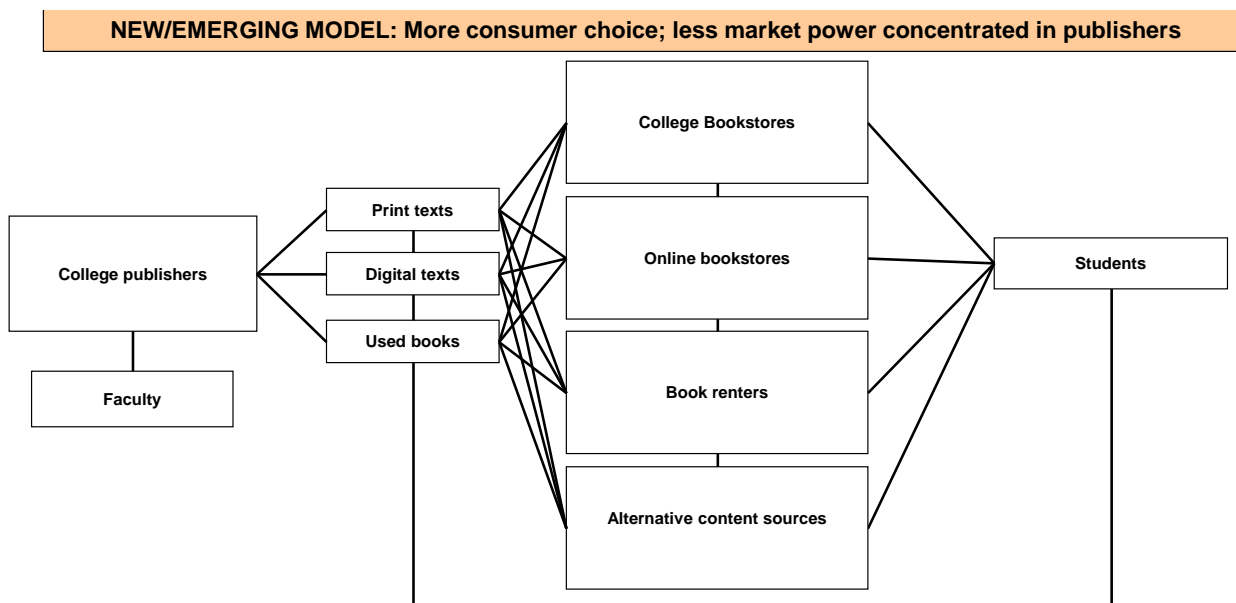 NEW/EMERGING MODEL: More consumer choice; less market power concentrated in publishers
College Bookstores
Print texts
College publishers
Digital texts
Online bookstores
Students
Used books
Faculty
Book renters
Alternative content sources